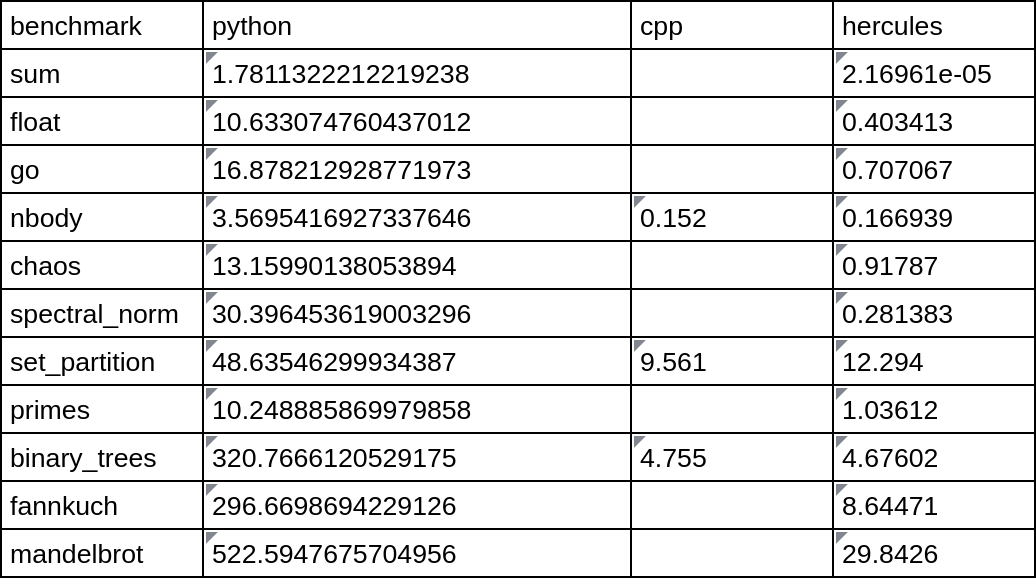 benchmark python cpp hercules
sum 1.7811322212219238 2.16961e-05
float 10.633074760437012 0.403413
go 16.878212928771973 0.707067
nbody 3.5695416927337646 0.152 0.166939
chaos 13.15990138053894 0.91787
spectral_norm 30.396453619003296 0.281383
set_partition 48.63546299934387 9.561 12.294
primes 10.248885869979858 1.03612
binary_trees 320.7666120529175 4.755 4.67602
fannkuch 296.6698694229126 8.64471
mandelbrot 522.5947675704956 29.8426